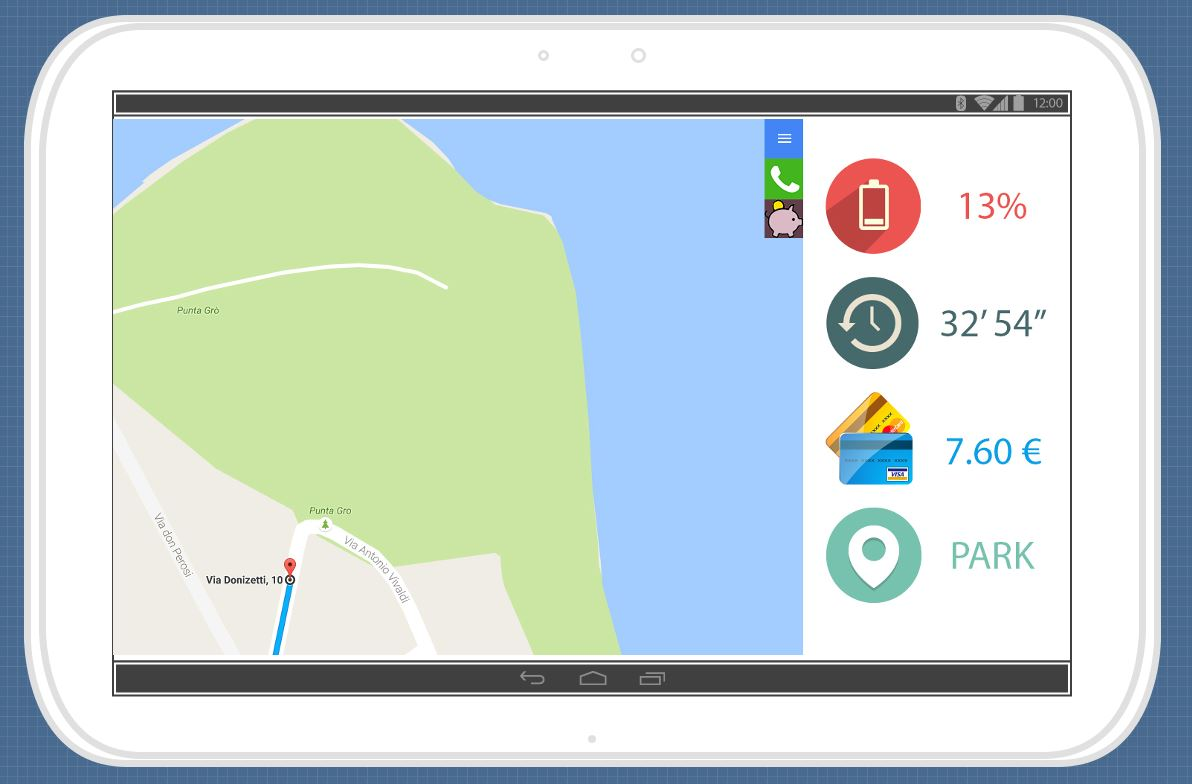 12:00
13%
Punta Grò
32’ 54”
7.60 €
VISA
Punta Gro
Via don Perosi
Via Antonio Vivaldi
PARK
Via Donizetti, 10